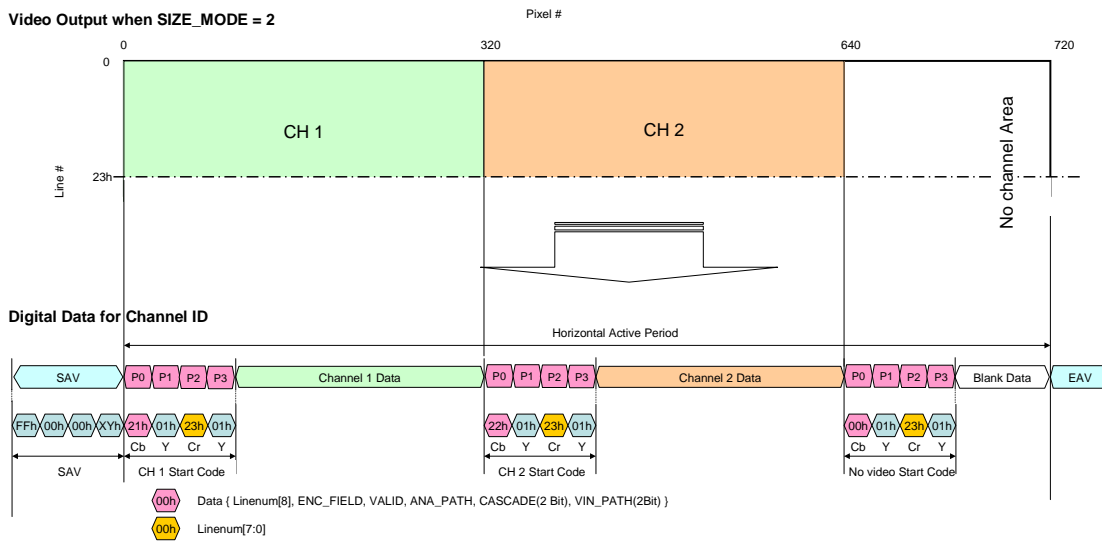 Video Output when SIZE_MODE = 2
Pixel #
0 320 640 720
0
CH 1 CH 2
No channel Area
Line #
23h
Digital Data for Channel ID
Horizontal Active Period
SAV P0 P1 P2 P3 Channel 1 Data P0 P1 P2 P3 Channel 2 Data P0 P1 P2 P3 Blank Data EAV
FFh 00h 00h XYh 21h 01h 23h 01h 22h 01h 23h 01h 00h 01h 23h 01h
Cb Y Cr Y Cb Y Cr Y Cb Y Cr Y
SAV CH 1 Start Code CH 2 Start Code No video Start Code
00h Data { Linenum[8], ENC_FIELD, VALID, ANA_PATH, CASCADE(2 Bit), VIN_PATH(2Bit) }
00h Linenum[7:0]